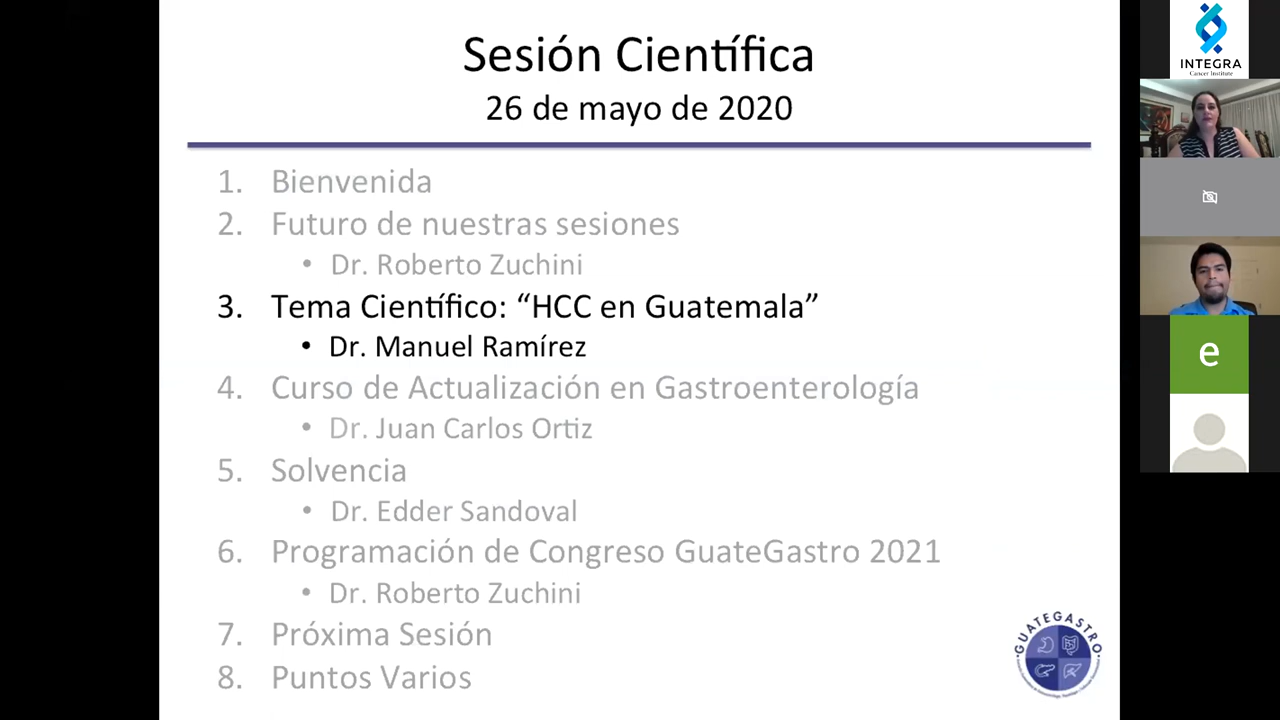 Sesión Científica
26 de mayo de 2020
1. Bienvenida
2. Futuro de nuestras sesiones
• Dr. Roberto Zuchini
3. Tema Científico: “HCC en Guatemala”
• Dr. Manuel Ramírez
4. Curso de Actualización en Gastroenterología
• Dr. Juan Carlos Ortiz
5. Solvencia
• Dr. Edder Sandoval
6. Programación de Congreso GuateGastro 2021
• Dr. Roberto Zuchini
7. Próxima Sesión
8. Puntos Varios
GUATEGASTRO
INTEGRA
Cancer Institute
e